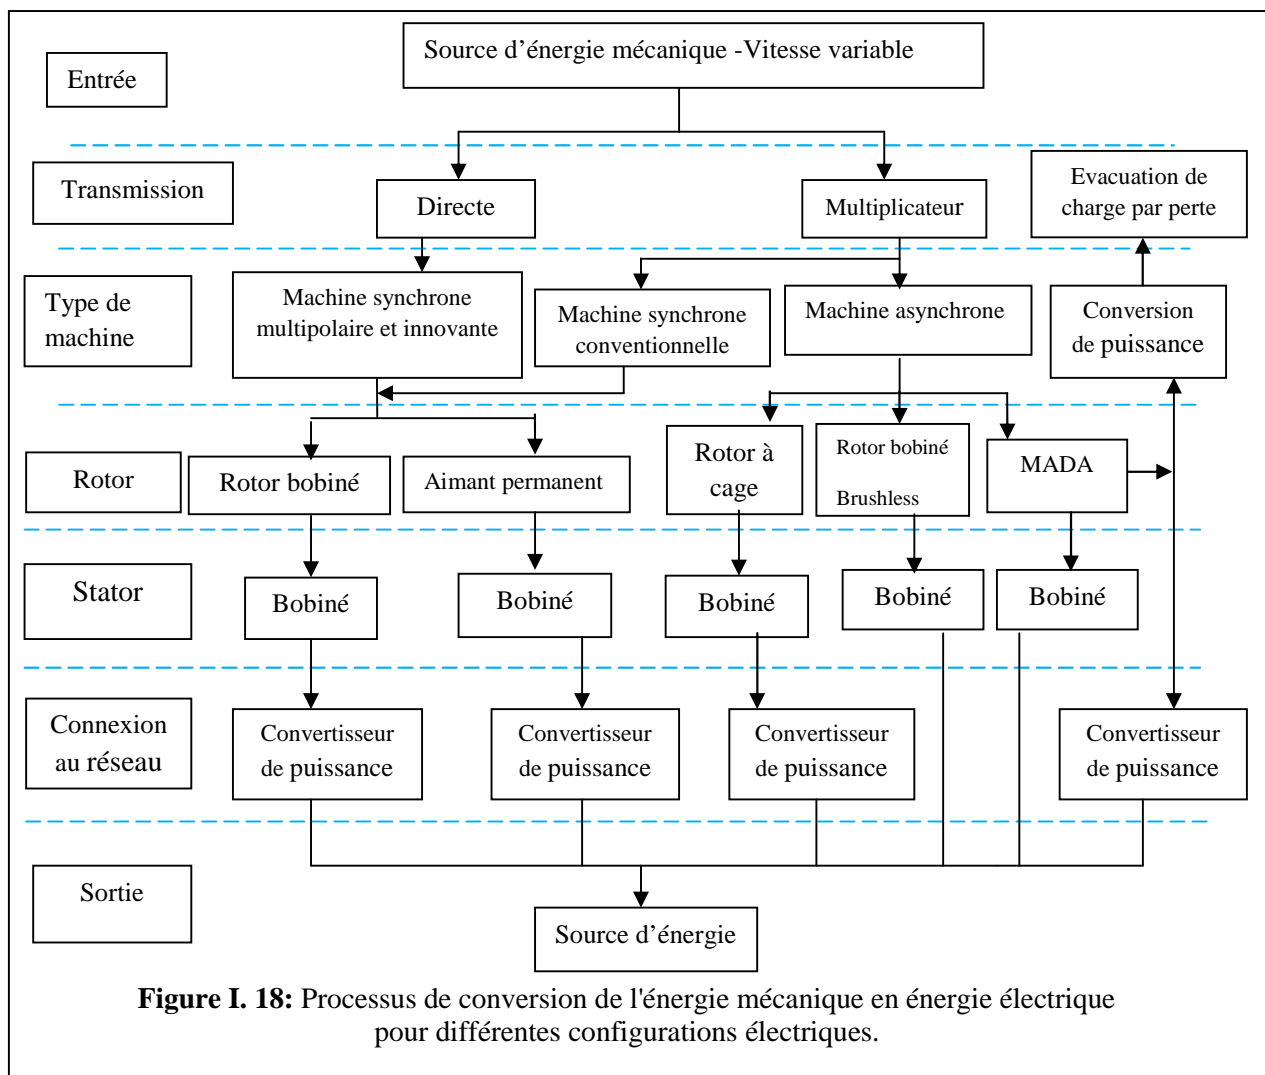 Source d'énergie mécanique -Vitesse variable
Entrée
Transmission
Directe
Multiplicateur
Evacuation de
charge par perte
Type de
machine
Machine synchrone
multipolaire et innovante
Machine synchrone
conventionnelle
Machine asynchrone
Conversion
de puissance
Rotor
Rotor bobiné
Aimant permanent
Rotor à
cage
Rotor bobiné
Brushless
MADA
Stator
Bobiné
Bobiné
Bobiné
Bobiné
Bobiné
Connexion
au réseau
Convertisseur
de puissance
Convertisseur
de puissance
Convertisseur
de puissance
Convertisseur
de puissance
Sortie
Source d'énergie
Figure I. 18: Processus de conversion de l'énergie mécanique en énergie électrique
pour différentes configurations électriques.